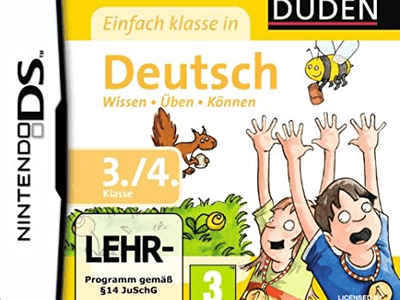 NINTENDO DS
Einfach klasse in
DUDEN
Deutsch
Wissen • Üben • Können
3./4.
Klasse
LEHR-
Programm gemäß
§14 JuSchG
3
LICENSED